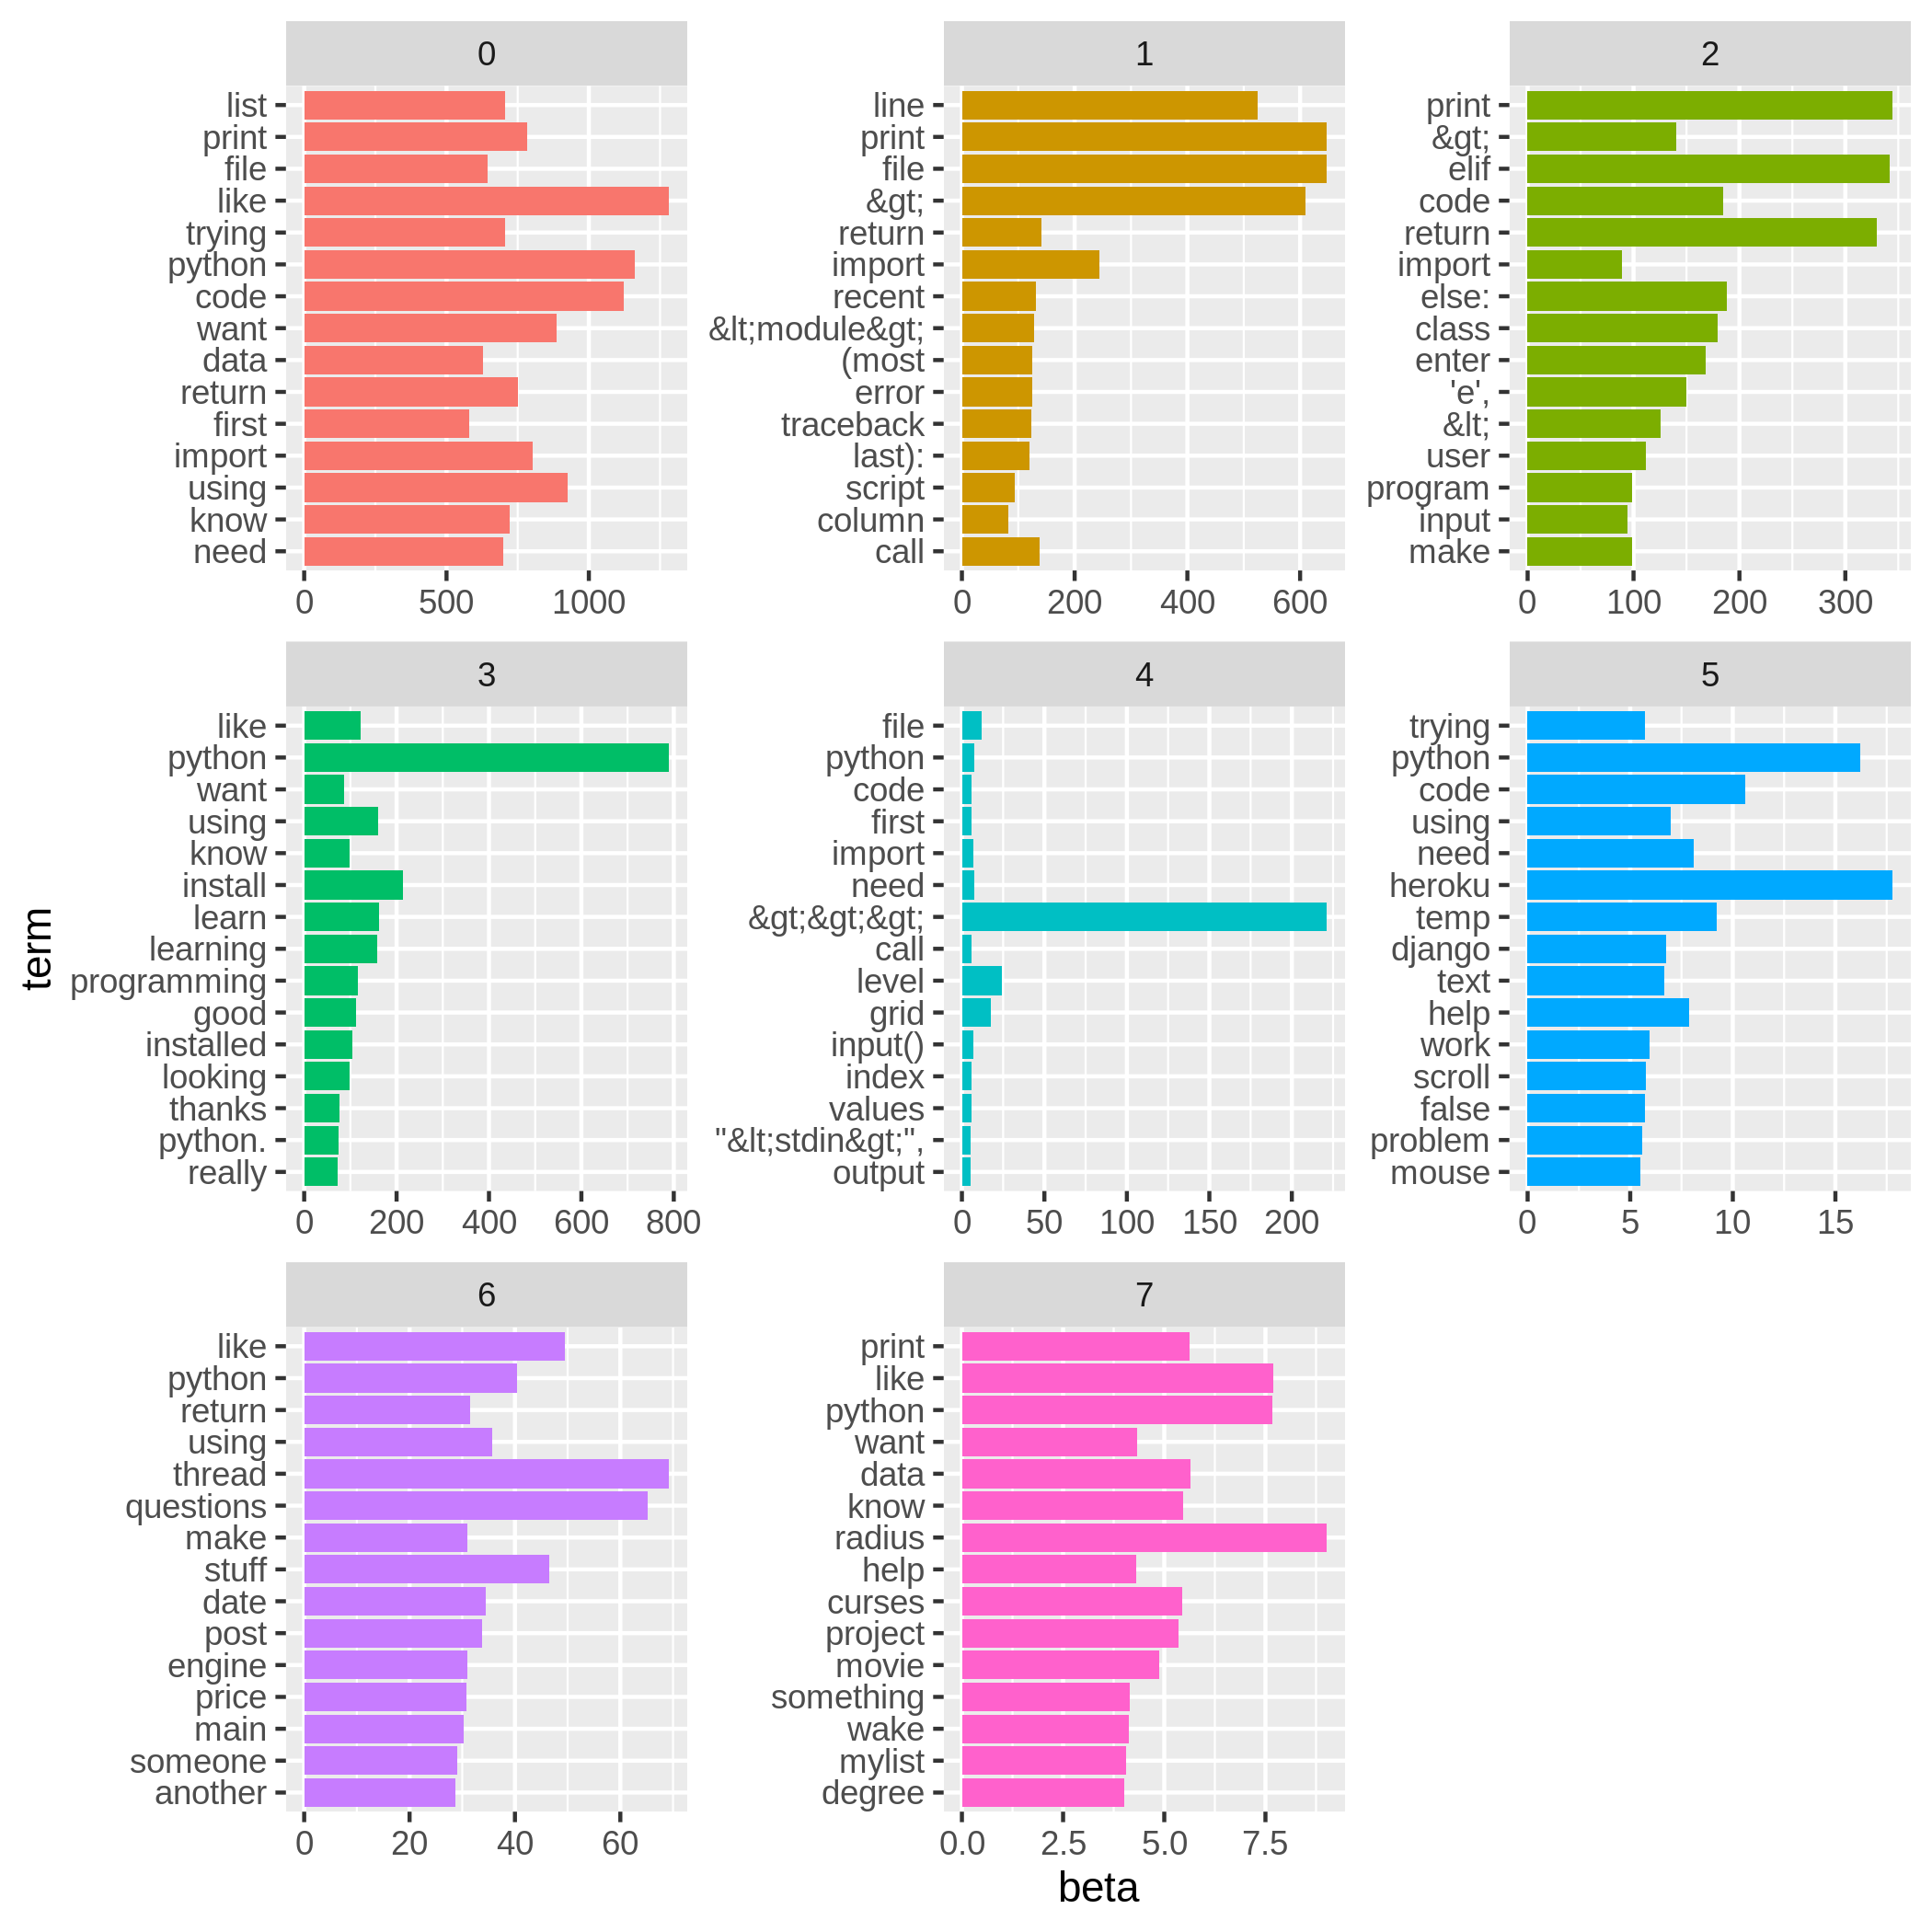 0
list
print
file
like
trying
python
code
want
data
return
first
import
using
know
need
0 500 1000
1
line
print
file
&gt;
return
import
recent
&lt;module&gt;
(most
error
traceback
last):
script
column
call
0 200 400 600
2
print
&gt;
elif
code
return
import
else:
class
enter
'e',
&lt;
user
program
input
make
0 100 200 300
3
like
python
want
using
know
install
learn
learning
programming
good
installed
looking
thanks
python.
really
0 200 400 600 800
4
file
python
code
first
import
need
&gt;&gt;&gt;
call
level
grid
input()
index
values
"&lt;stdin&gt;",
output
0 50 100 150 200
5
trying
python
code
using
need
heroku
temp
django
text
help
work
scroll
false
problem
mouse
0 5 10 15
6
like
python
return
using
thread
questions
make
stuff
date
post
engine
price
main
someone
another
0 20 40 60
7
print
like
python
want
data
know
radius
help
curses
project
movie
something
wake
mylist
degree
0.0 2.5 5.0 7.5
term
beta